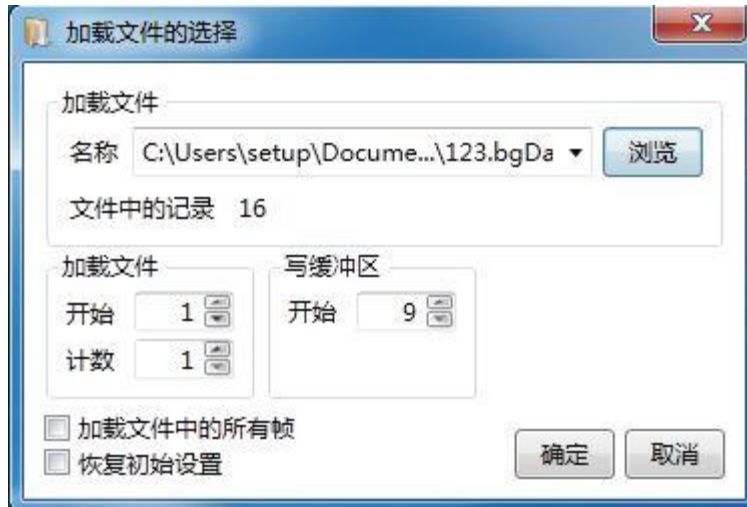 加载文件的选择
加载文件
名称 C:\Users\setup\Docume...\123.bgDa 浏览
文件中的记录 16
加载文件 写缓冲区
开始 1 开始 9
计数 1
加载文件中的所有帧
恢复初始设置
确定 取消